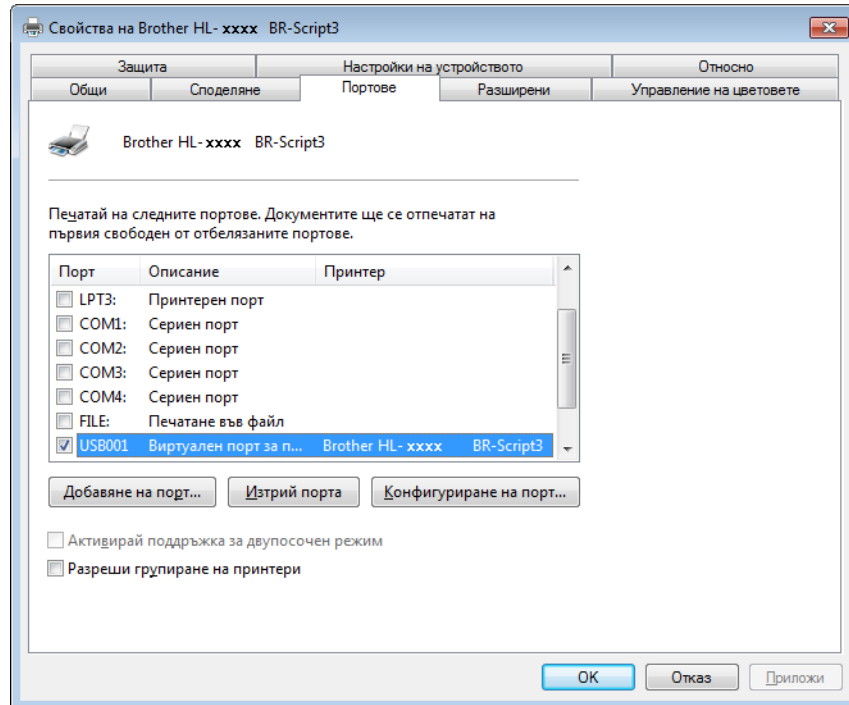 Свойства на Brother HL- xxxx BR-Script3
Защита Настройки на устройството Относно
Общи Споделяне Портове Разширени Управление на цветовете
Brother HL- xxxx BR-Script3
Печатай на следните портове. Документите ще се отпечатат на
първия свободен от отбелязаните портове.
Порт Описание Принтер
LPT3: Принтерен порт
COM1: Сериен порт
COM2: Сериен порт
COM3: Сериен порт
COM4: Сериен порт
FILE: Печатане във файл
USB001 Виртуален порт за п... Brother HL- xxxx BR-Script3
Добавяне на порт... Изтрий порта Конфигуриране на порт...
Активирай поддръжка за двупосочен режим
Разреши групиране на принтери
OK Отказ Приложи